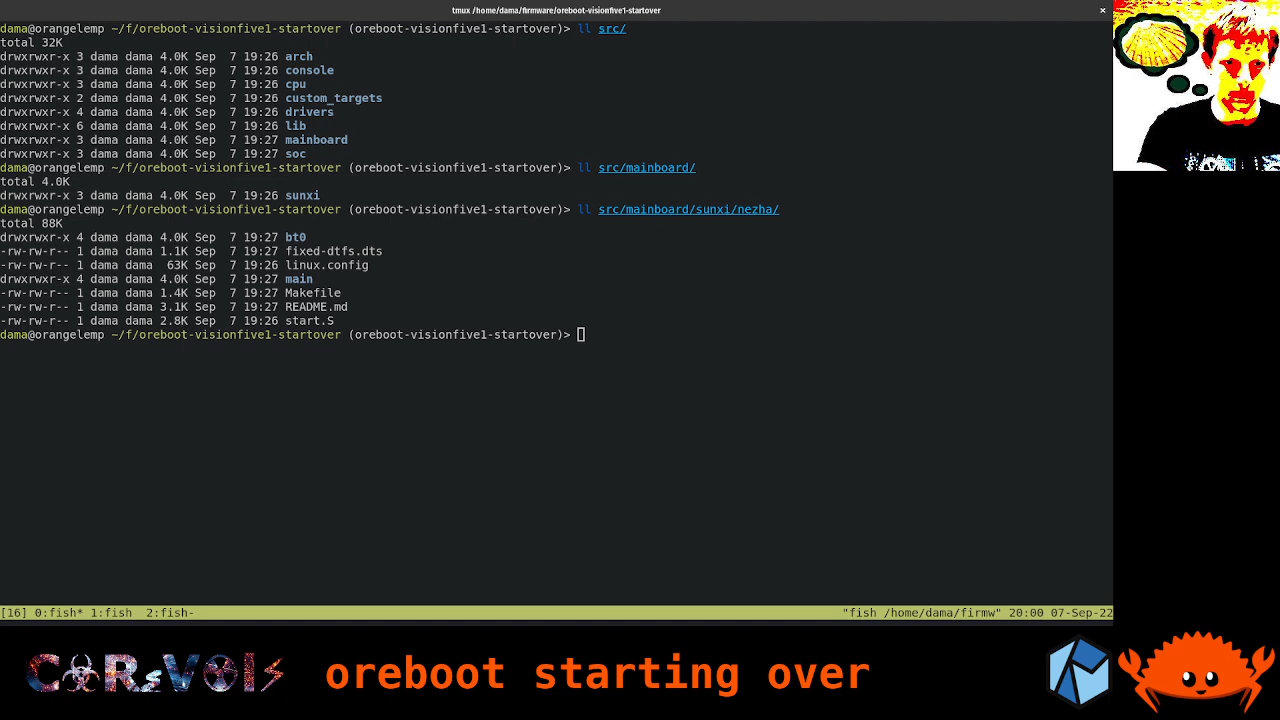 tmux /home/dama/firmware/oreboot-visionfive1-startover ×
dama@orangelemp ~/f/oreboot-visionfive1-startover (oreboot-visionfive1-startover)> ll src/
total 32K
drwxrwxr-x 3 dama dama 4.0K Sep  7 19:26 arch
drwxrwxr-x 3 dama dama 4.0K Sep  7 19:26 console
drwxrwxr-x 3 dama dama 4.0K Sep  7 19:26 cpu
drwxrwxr-x 2 dama dama 4.0K Sep  7 19:26 custom_targets
drwxrwxr-x 4 dama dama 4.0K Sep  7 19:26 drivers
drwxrwxr-x 6 dama dama 4.0K Sep  7 19:26 lib
drwxrwxr-x 3 dama dama 4.0K Sep  7 19:27 mainboard
drwxrwxr-x 3 dama dama 4.0K Sep  7 19:26 soc
dama@orangelemp ~/f/oreboot-visionfive1-startover (oreboot-visionfive1-startover)> ll src/mainboard/
total 4.0K
drwxrwxr-x 3 dama dama 4.0K Sep  7 19:26 sunxi
dama@orangelemp ~/f/oreboot-visionfive1-startover (oreboot-visionfive1-startover)> ll src/mainboard/sunxi/nezha/
total 88K
drwxrwxr-x 4 dama dama 4.0K Sep  7 19:27 bt0
-rw-rw-r-- 1 dama dama 1.1K Sep  7 19:27 fixed-dtfs.dts
-rw-rw-r-- 1 dama dama  63K Sep  7 19:26 linux.config
drwxrwxr-x 4 dama dama 4.0K Sep  7 19:27 main
-rw-rw-r-- 1 dama dama 1.4K Sep  7 19:27 Makefile
-rw-rw-r-- 1 dama dama 3.1K Sep  7 19:27 README.md
-rw-rw-r-- 1 dama dama 2.8K Sep  7 19:26 start.S
dama@orangelemp ~/f/oreboot-visionfive1-startover (oreboot-visionfive1-startover)>
[16] 0:fish* 1:fish  2:fish- "fish /home/dama/firmw" 20:00 07-Sep-22
oreboot starting over